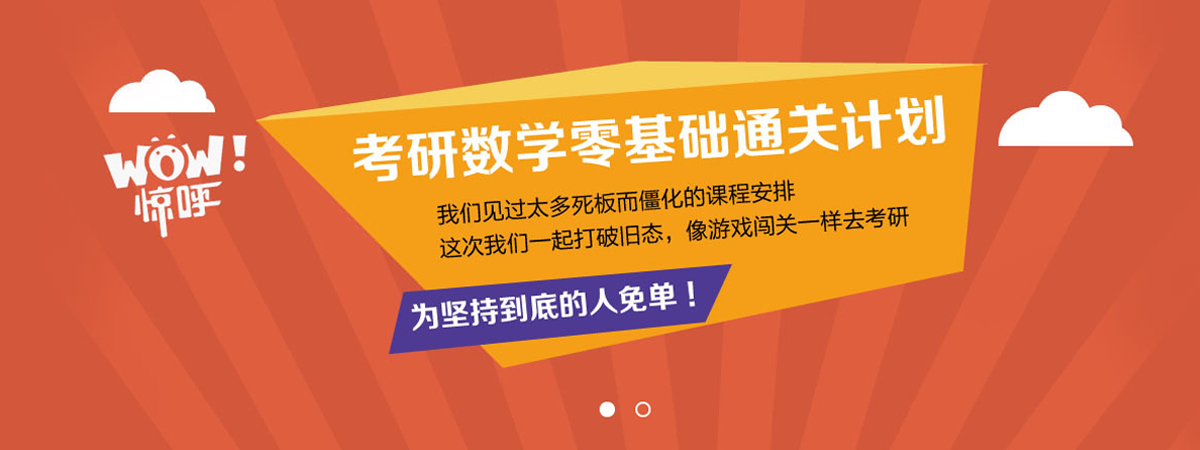 WOW!
惊呼
考研数学零基础通关计划
我们见过太多死板而僵化的课程安排
这次我们一起打破旧态，像游戏闯关一样去考研
为坚持到底的人免单！